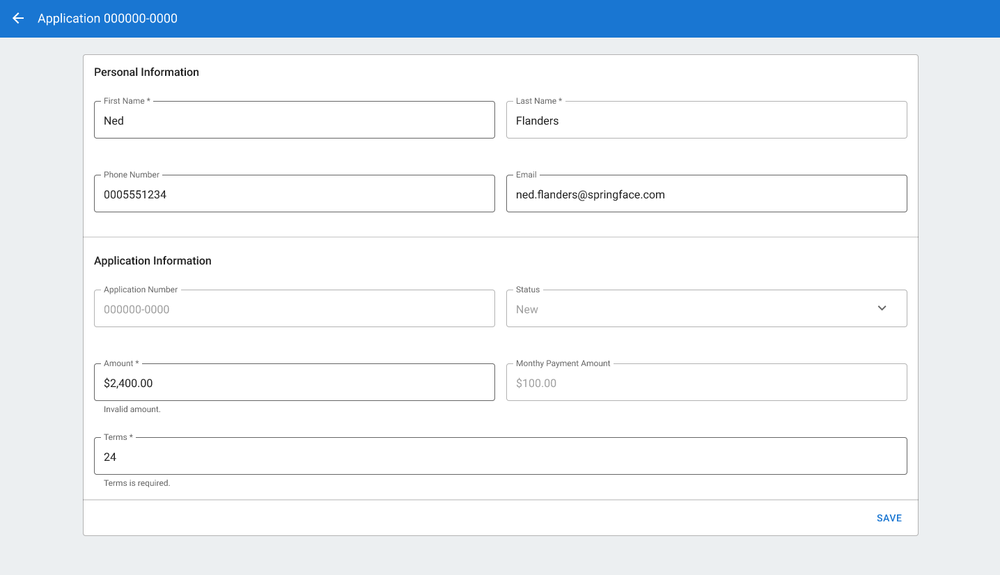 Application 000000-0000
Personal Information
First Name *
Ned
Last Name *
Flanders
Phone Number
0005551234
Email
ned.flanders@springface.com
Application Information
Application Number
000000-0000
Status
New
Amount *
$2,400.00
Invalid amount.
Monthy Payment Amount
$100.00
Terms *
24
Terms is required.
SAVE